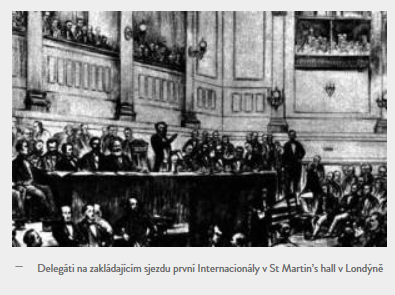 — Delegáti na zakládajícím sjezdu první Internacionály v St Martin's hall v Londýně